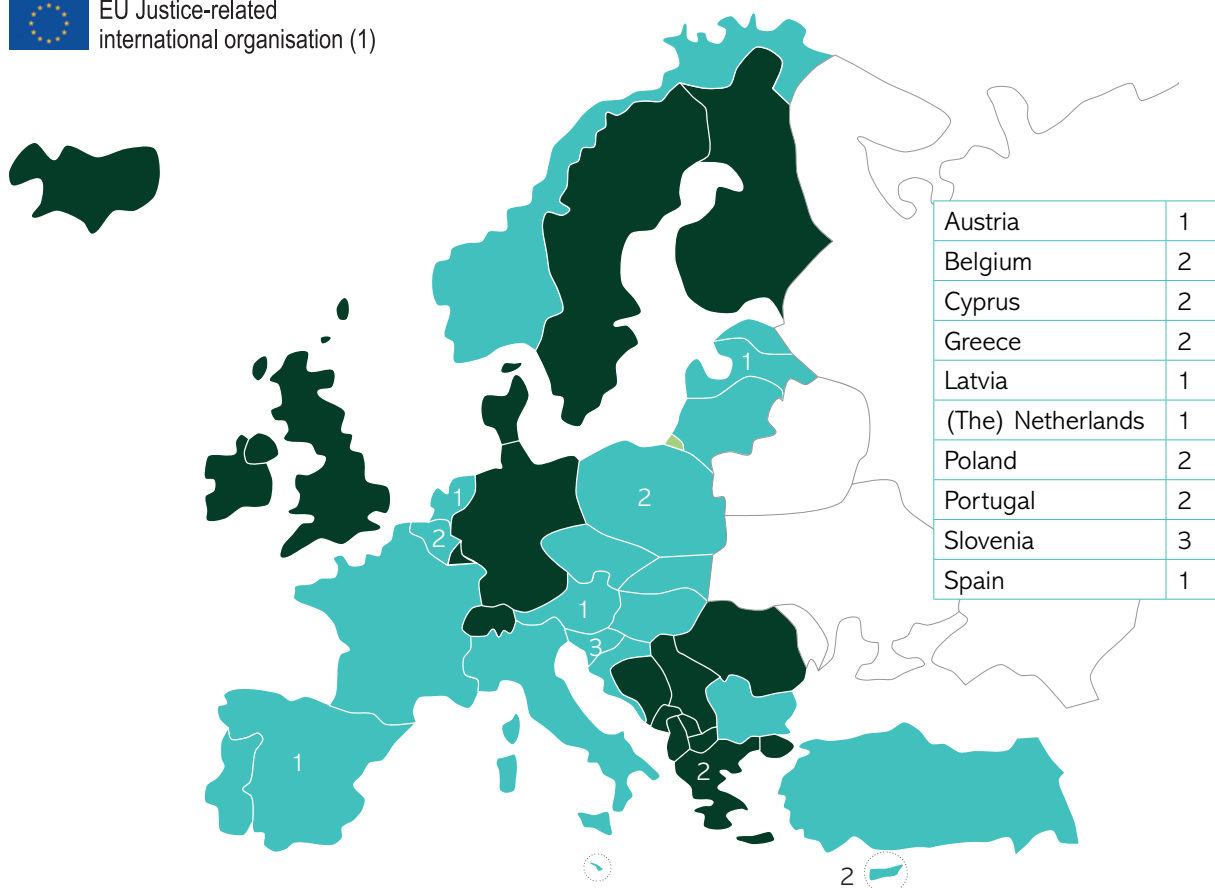 EU Justice-related
international organisation (1)
Austria 1
Belgium 2
Cyprus 2
Greece 2
Latvia 1
(The) Netherlands 1
Poland 2
Portugal 2
Slovenia 3
Spain 1
1
1
2
2
1
3
1
2
2